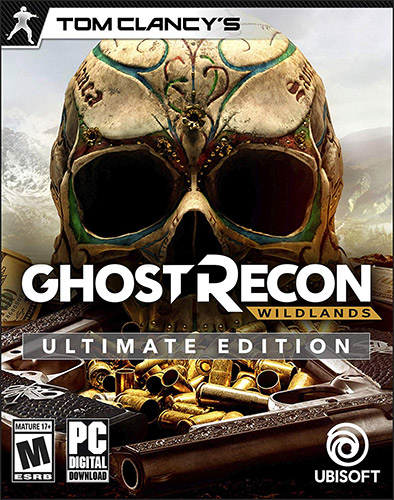 TOM CLANCY'S
GHOST RECON
WILDLANDS
ULTIMATE EDITION
MATURE 17+
M
ESRB
PC
DIGITAL
DOWNLOAD
UBISOFT